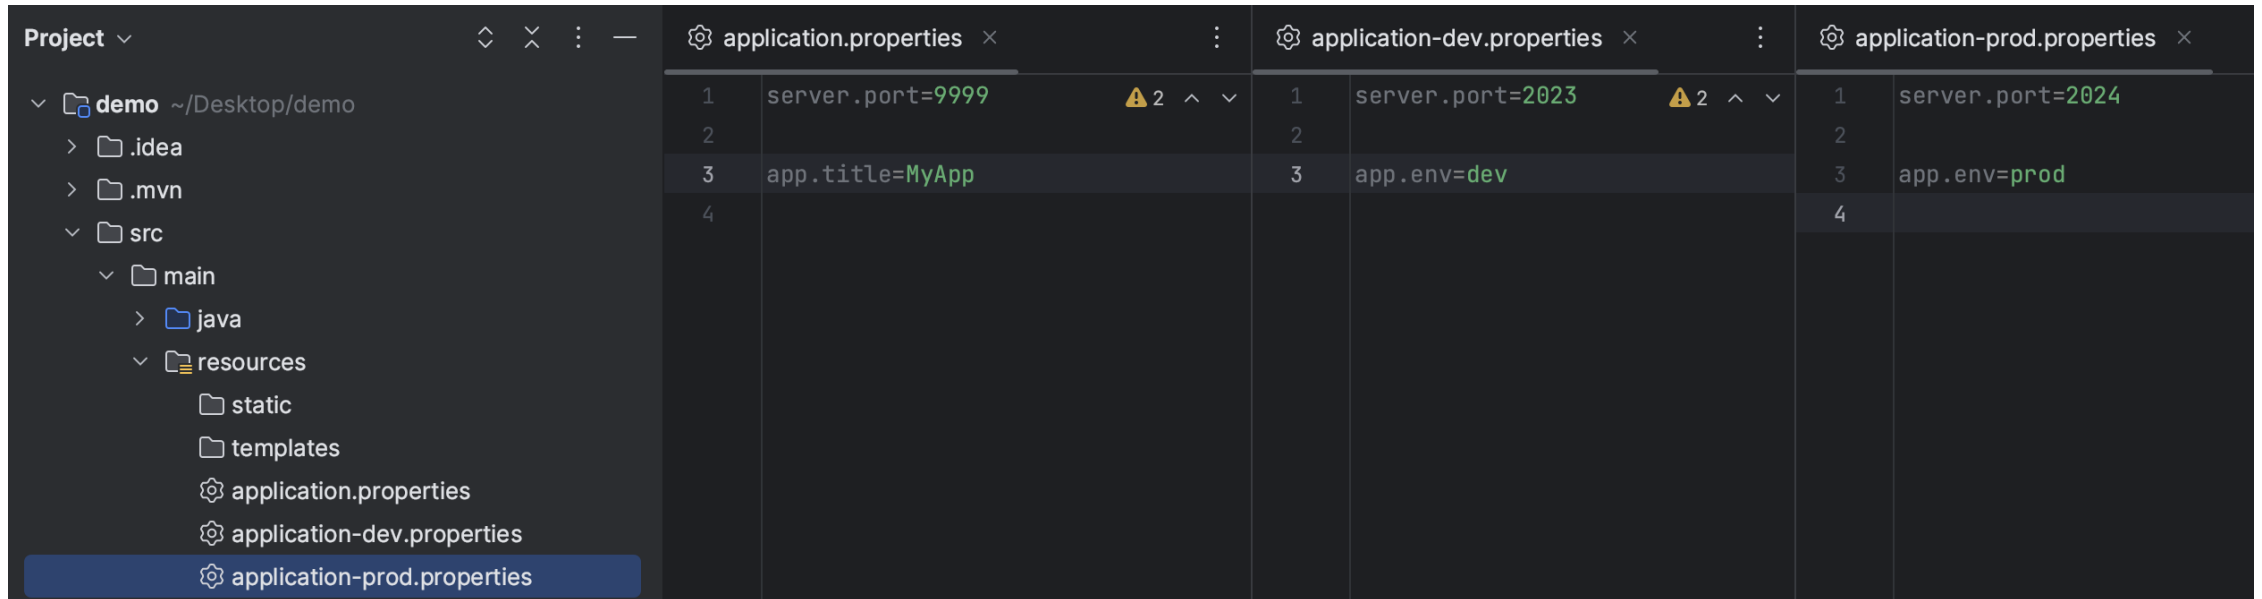 Project
demo ~/Desktop/demo
.idea
.mvn
src
main
java
resources
static
templates
application.properties
application-dev.properties
application-prod.properties
application.properties
1 server.port=9999
2
2
3 app.title=MyApp
4
application-dev.properties
1 server.port=2023
2
2
3 app.env=dev
application-prod.properties
1 server.port=2024
2
3 app.env=prod
4